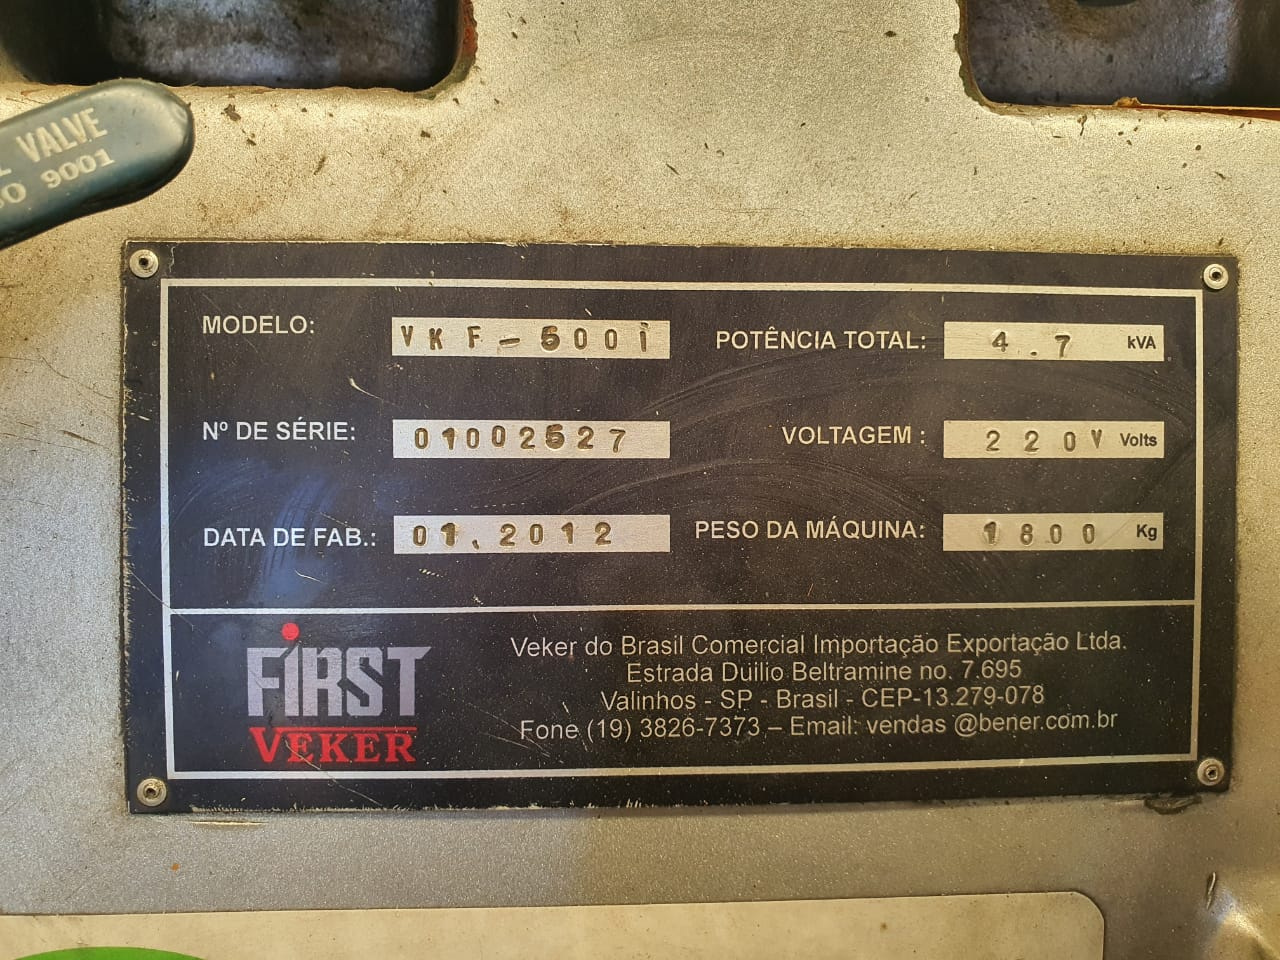 VALVE
9001
MODELO: VKF-500i POTÊNCIA TOTAL: 4.7 kVA
Nº DE SÉRIE: 01002527 VOLTAGEM : 220V Volts
DATA DE FAB.: 01.2012 PESO DA MÁQUINA: 1800 Kg
FiRST
VEKER
Veker do Brasil Comercial Importação Exportação Ltda.
Estrada Duilio Beltramine no. 7.695
Valinhos - SP - Brasil - CEP-13.279-078
Fone (19) 3826-7373 – Email: vendas @bener.com.br